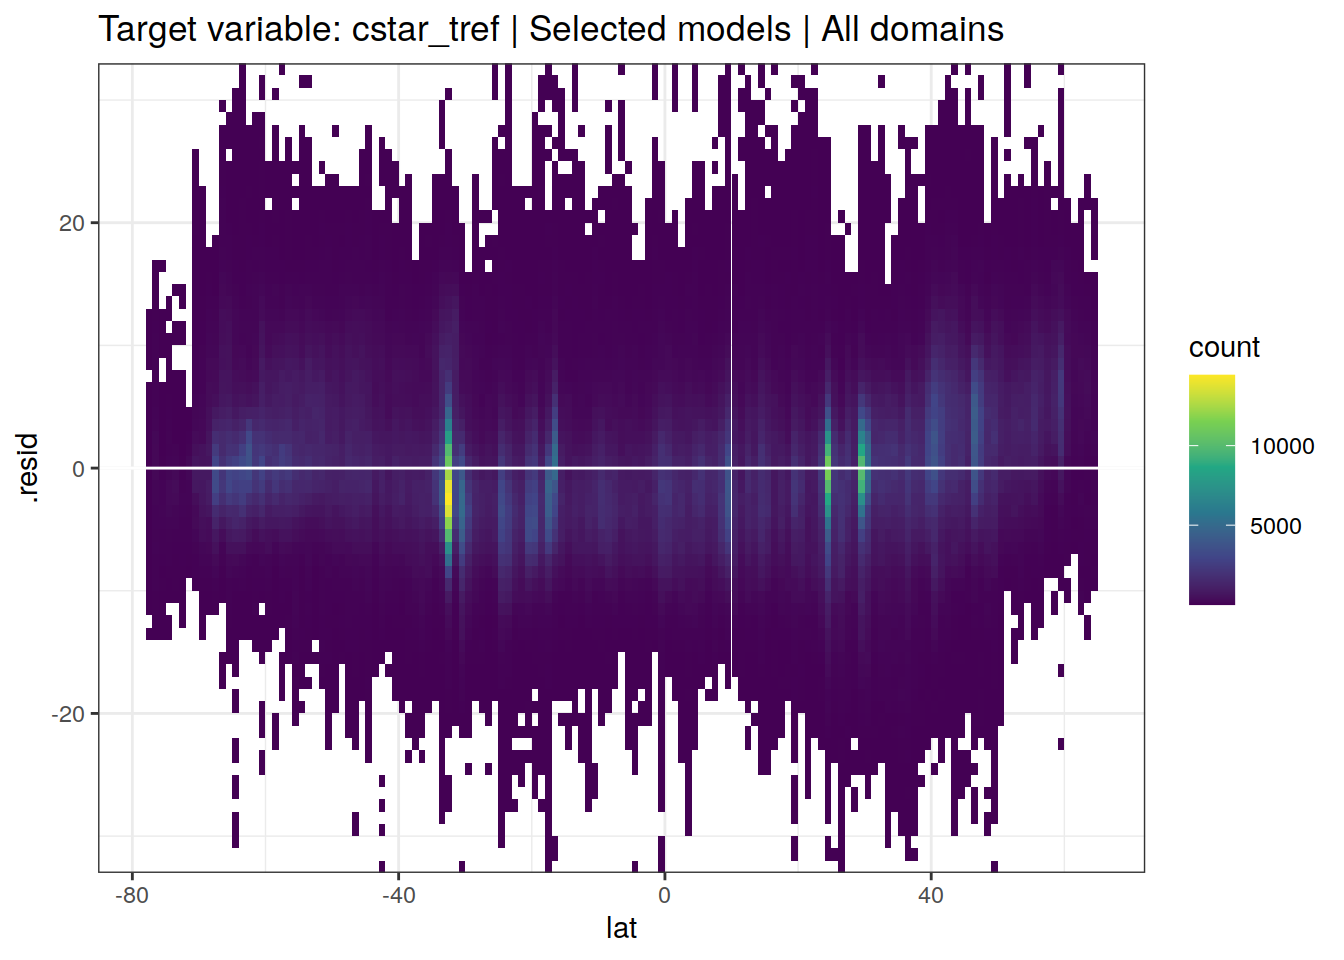 Target variable: cstar_tref | Selected models | All domains
.resid
20
0
-20
-80
-40
0
40
lat
count
10000
5000